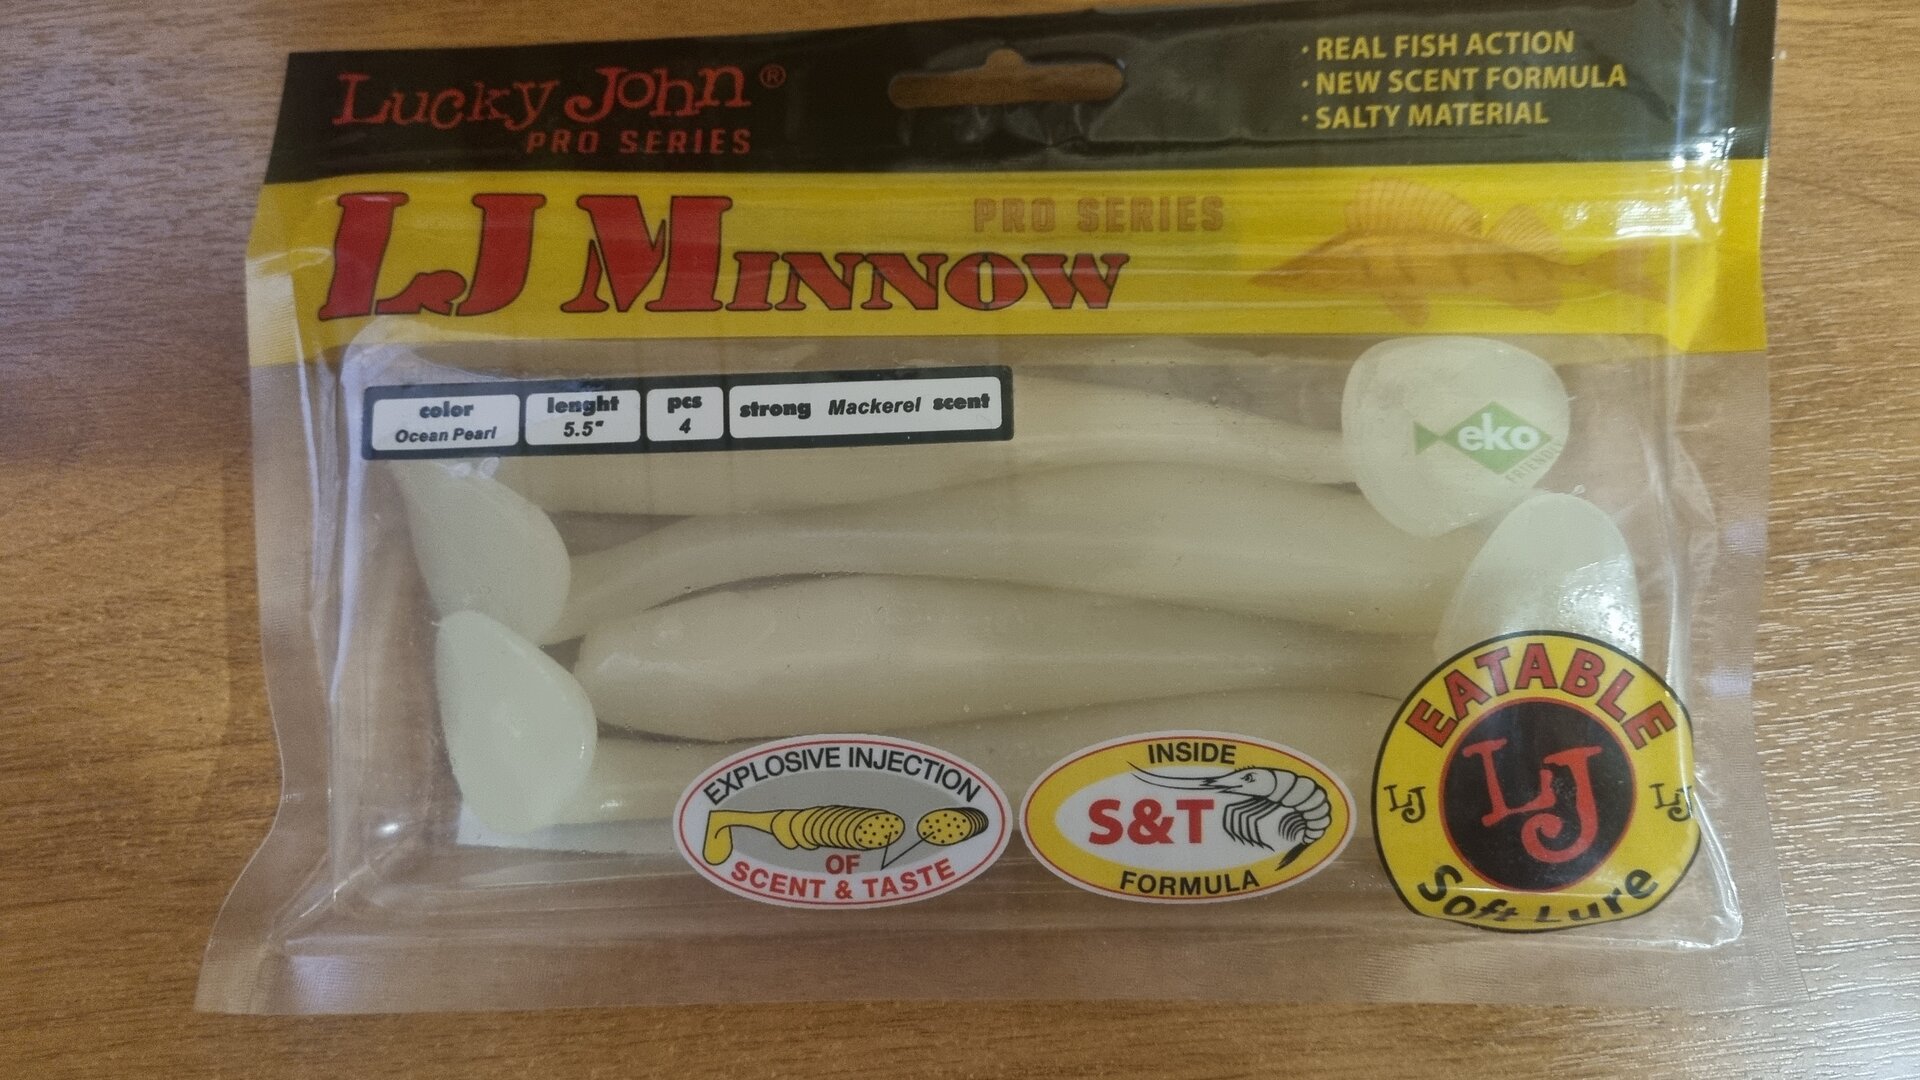 Lucky John®
PRO SERIES
· REAL FISH ACTION
· NEW SCENT FORMULA
· SALTY MATERIAL
PRO SERIES
LJ MINNOW
color
Ocean Pearl
lenght
5.5"
pcs
4
strong Mackerel scent
eko
FRIENDLY
EXPLOSIVE INJECTION
OF
SCENT & TASTE
INSIDE
S&T
FORMULA
EATABLE
LJ
LJ
LJ
Soft Lure